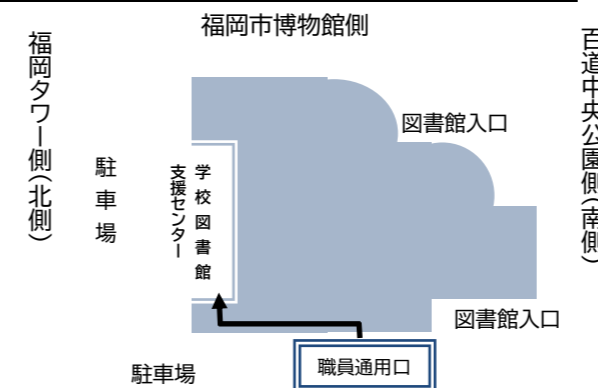 福岡市博物館側
福岡タワー側(北側)
百道中央公園側(南側)
図書館入口
駐車場
学校図書館
支援センター
図書館入口
職員通用口
駐車場